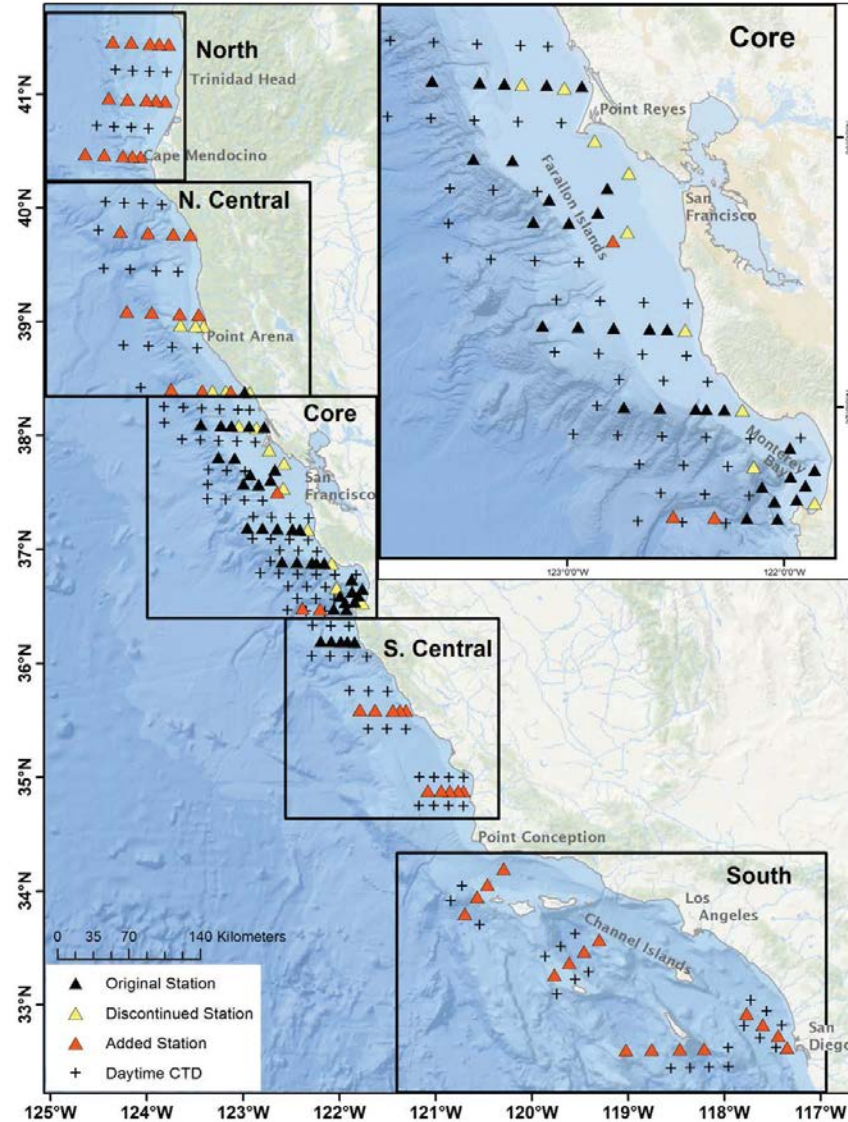 North
Trinidad Head
Cape Mendocino
N. Central
Point Arena
Core
San
Francisco
Core
Point Reyes
Farallon Islands
San
Francisco
Monterey
Bay
123°0'0"W
122°0'0"W
S. Central
Point Conception
South
Los
Angeles
Channel Islands
San
Diego
41°N
40°N
39°N
38°N
37°N
36°N
35°N
34°N
33°N
0 35 70 140 Kilometers
Original Station
Discontinued Station
Added Station
Daytime CTD
125°W 124°W 123°W 122°W 121°W 120°W 119°W 118°W 117°W